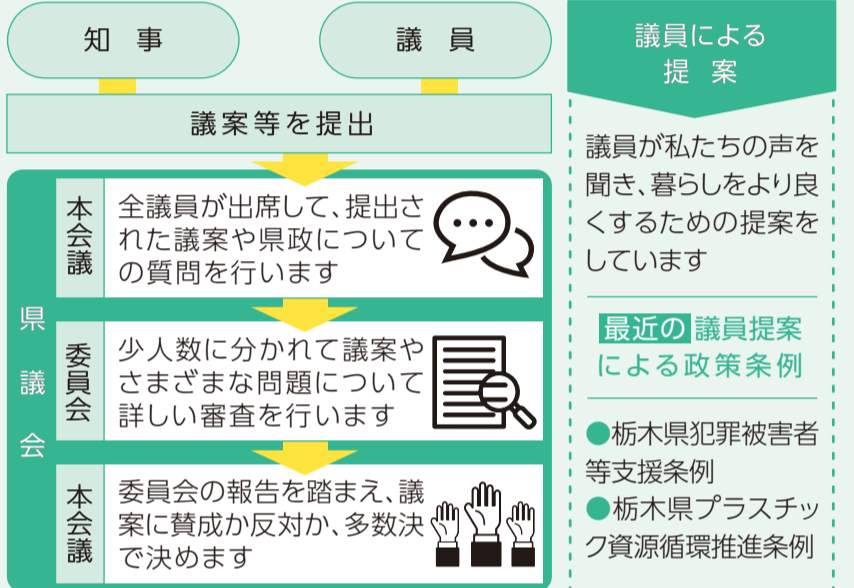 知事
議員
議案等を提出
県議会
本会議
全議員が出席して、提出さ
れた議案や県政について
の質問を行います
委員会
少人数に分かれて議案や
さまざまな問題について
詳しい審査を行います
本会議
委員会の報告を踏まえ、議
案に賛成か反対か、多数決
で決めます
議員による
提案
議員が私たちの声を
聞き、暮らしをより良
くするための提案を
しています
最近の議員提案
による政策条例
●栃木県犯罪被害者
等支援条例
●栃木県プラスチッ
ク資源循環推進条例